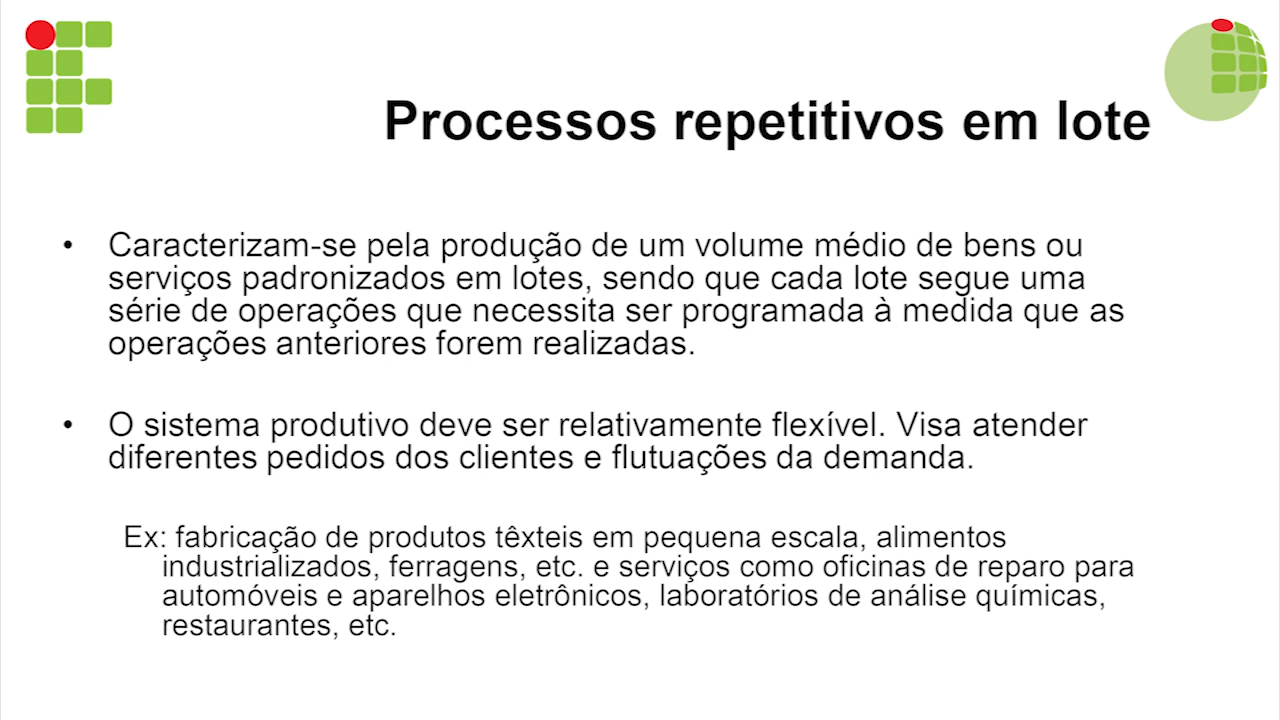 Processos repetitivos em lote
• Caracterizam-se pela produção de um volume médio de bens ou
serviços padronizados em lotes, sendo que cada lote segue uma
série de operações que necessita ser programada à medida que as
operações anteriores forem realizadas.
• O sistema produtivo deve ser relativamente flexível. Visa atender
diferentes pedidos dos clientes e flutuações da demanda.
Ex: fabricação de produtos têxteis em pequena escala, alimentos
industrializados, ferragens, etc. e serviços como oficinas de reparo para
automóveis e aparelhos eletrônicos, laboratórios de análise químicas,
restaurantes, etc.